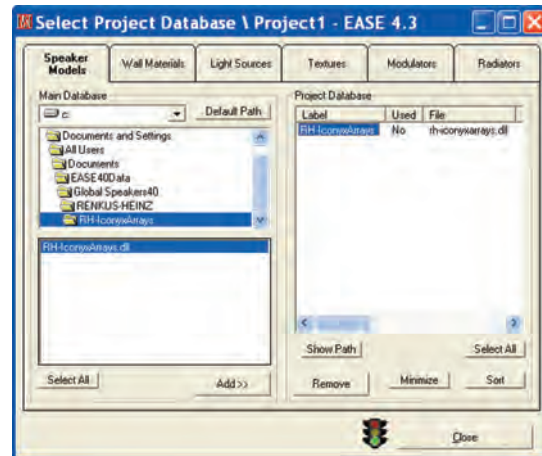 Select Project Database \ Project1 - EASE 4.3
Speaker Models
Wall Materials
Light Sources
Textures
Modulators
Radiators
Main Database
c:
Default Path
Documents and Settings
All Users
Documents
EASE40Data
Global Speakers40
RENKUS-HEINZ
RH-IconyxArrays
RH-IconyxArrays.dll
Select All
Add >>
Project Database
Label Used File
RH-IconyxArrays No rh-iconyxarrays.dll
Show Path
Select All
Remove
Minimize
Sort
Close